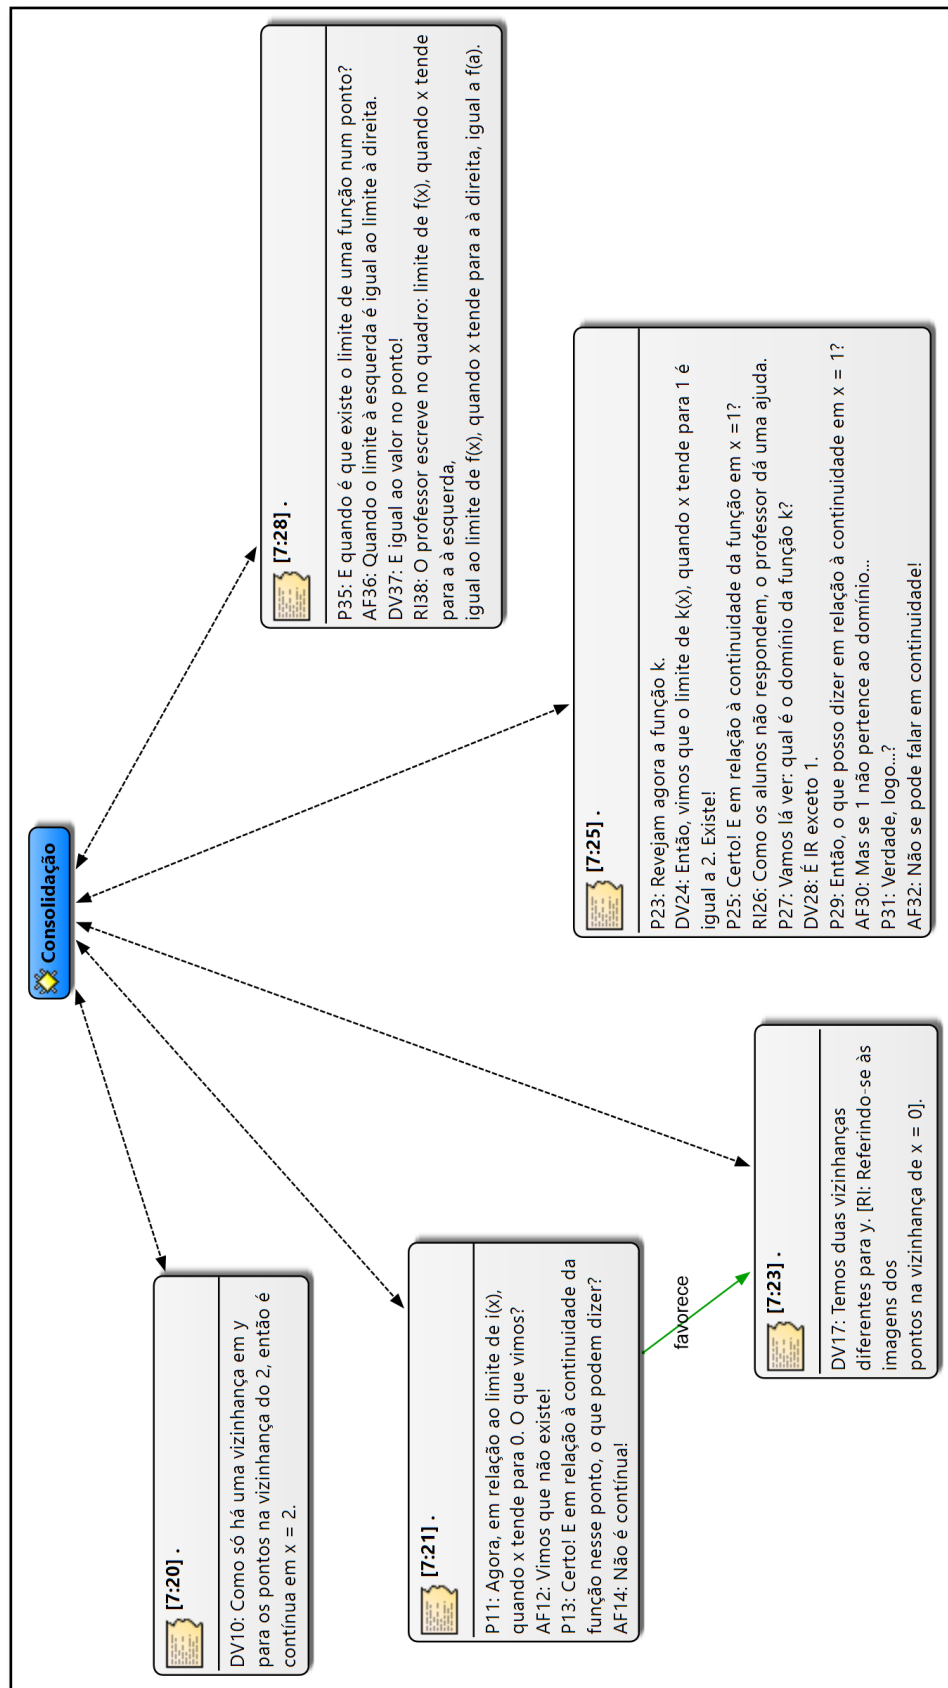 Consolidação
[7:20] .
DV10: Como só há uma vizinhança em y
para os pontos na vizinhança do 2, então é
contínua em x = 2.
[7:21] .
P11: Agora, em relação ao limite de i(x),
quando x tende para 0. O que vimos?
AF12: Vimos que não existe!
P13: Certo! E em relação à continuidade da
função nesse ponto, o que podem dizer?
AF14: Não é contínua!
favorece
[7:23] .
DV17: Temos duas vizinhanças
diferentes para y. [RI: Referindo-se às
imagens dos
pontos na vizinhança de x = 0].
[7:25] .
P23: Revejam agora a função k.
DV24: Então, vimos que o limite de k(x), quando x tende para 1 é
igual a 2. Existe!
P25: Certo! E em relação à continuidade da função em x =1?
RI26: Como os alunos não respondem, o professor dá uma ajuda.
P27: Vamos lá ver: qual é o domínio da função k?
DV28: É IR exceto 1.
P29: Então, o que posso dizer em relação à continuidade em x = 1?
AF30: Mas se 1 não pertence ao domínio...
P31: Verdade, logo...?
AF32: Não se pode falar em continuidade!
[7:28] .
P35: E quando é que existe o limite de uma função num ponto?
AF36: Quando o limite à esquerda é igual ao limite à direita.
DV37: E igual ao valor no ponto!
RI38: O professor escreve no quadro: limite de f(x), quando x tende
para a à esquerda,
igual ao limite de f(x), quando x tende para a à direita, igual a f(a).